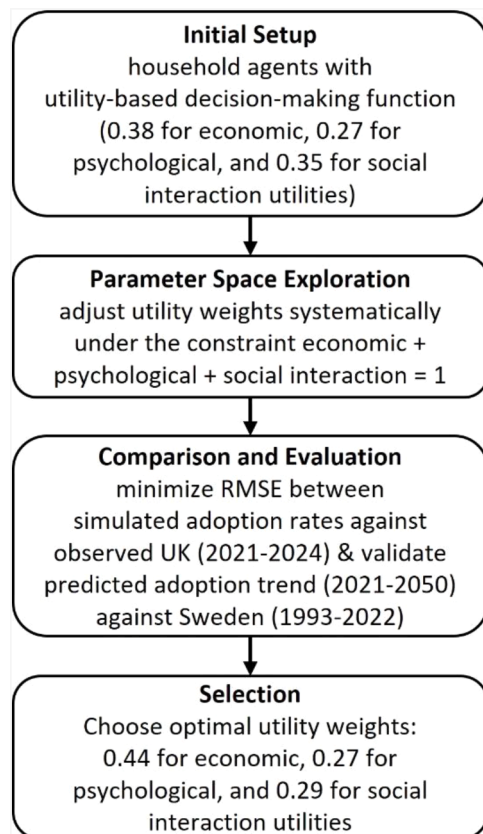 Initial Setup
household agents with
utility-based decision-making function
(0.38 for economic, 0.27 for
psychological, and 0.35 for social
interaction utilities)
Parameter Space Exploration
adjust utility weights systematically
under the constraint economic +
psychological + social interaction = 1
Comparison and Evaluation
minimize RMSE between
simulated adoption rates against
observed UK (2021-2024) & validate
predicted adoption trend (2021-2050)
against Sweden (1993-2022)
Selection
Choose optimal utility weights:
0.44 for economic, 0.27 for
psychological, and 0.29 for social
interaction utilities